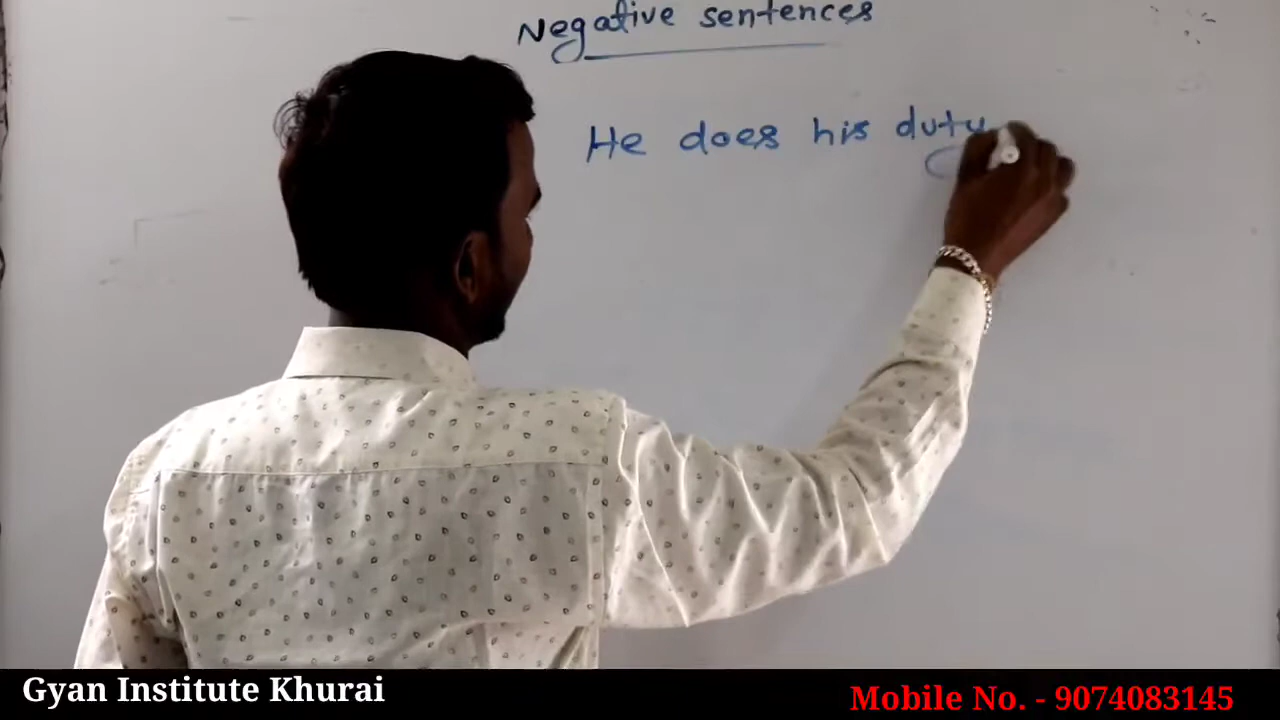 Negative sentences
He does his duty
Gyan Institute Khurai
Mobile No. - 9074083145